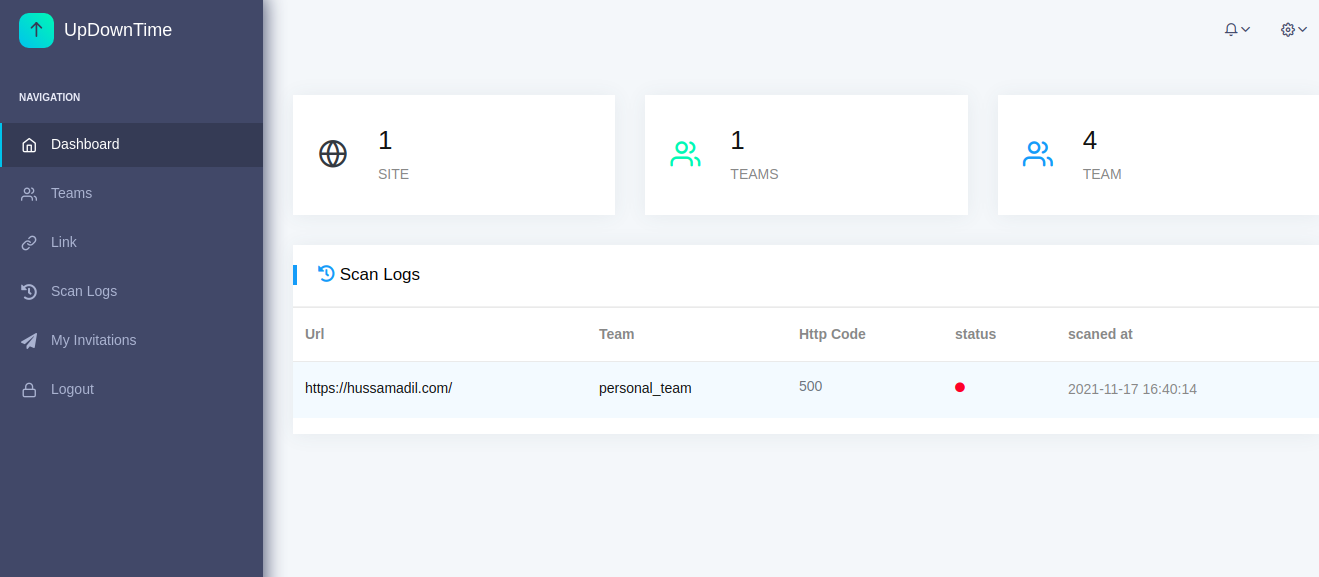 UpDownTime
NAVIGATION
Dashboard
Teams
Link
Scan Logs
My Invitations
Logout
1
SITE
1
TEAMS
4
TEAM
Scan Logs
Url Team Http Code status scaned at
https://hussamadil.com/ personal_team 500 2021-11-17 16:40:14